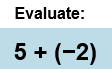 Evaluate:
5 + (−2)